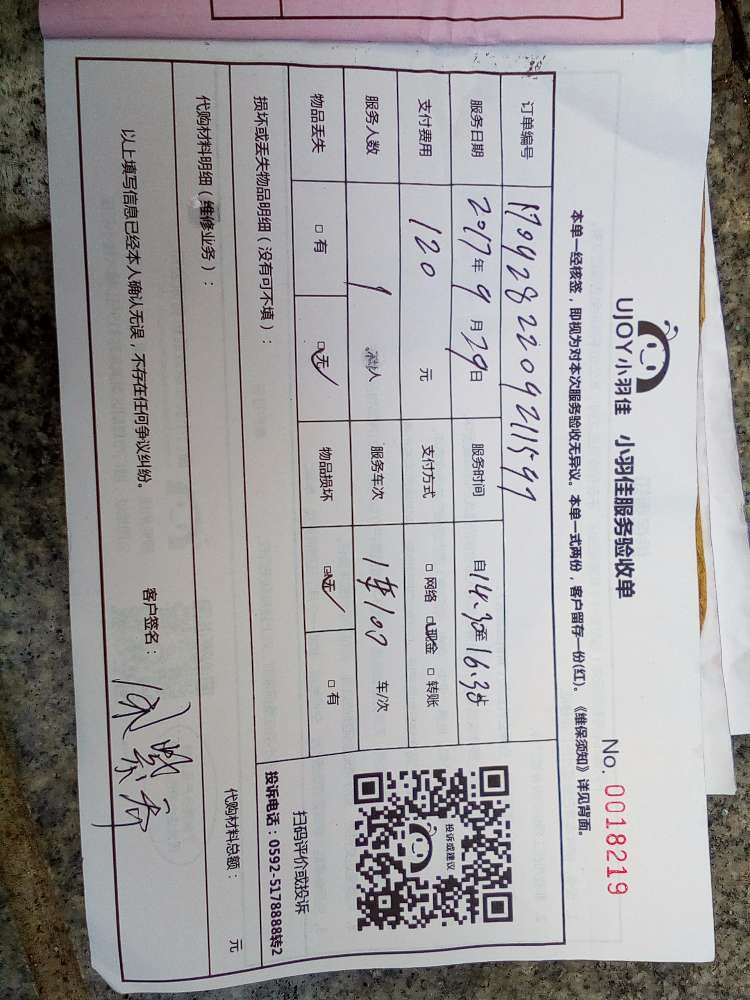 UJOY小羽佳 小羽佳服务验收单
No. 0018219
本单一经核签，即视为对本次服务验收无异议。本单一式两份，客户留存一份(红)。《维保须知》详见背面。
订单编号
服务日期 2017年9月29日 服务时间 自14:30至16:30
支付费用 120 元 支付方式 □网络 □现金 □转账
服务人数 1 人 服务车次 1车100 车/次
物品丢失 □有 □无✓ 物品损坏 □无✓ □有
投诉或建议
扫码评价或投诉
投诉电话：0592-5178888转2
损坏或丢失物品明细（没有可不填）：
代购材料明细（维修业务）： 代购材料总额： 元
以上填写信息已经本人确认无误，不存在任何争议纠纷。 客户签名：